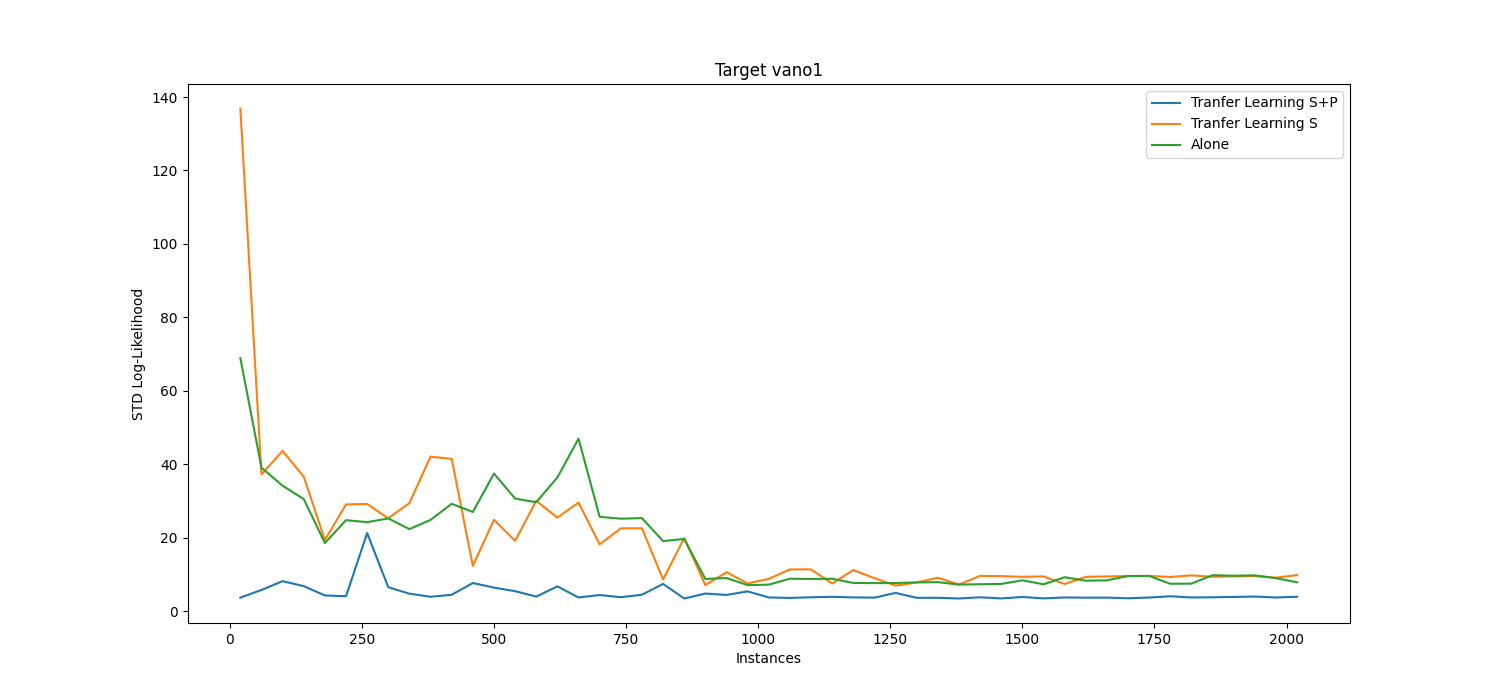 Target vano1
Tranfer Learning S+P
Tranfer Learning S
Alone
STD Log-Likelihood
140
120
100
80
60
40
20
0
0 250 500 750 1000 1250 1500 1750 2000
Instances